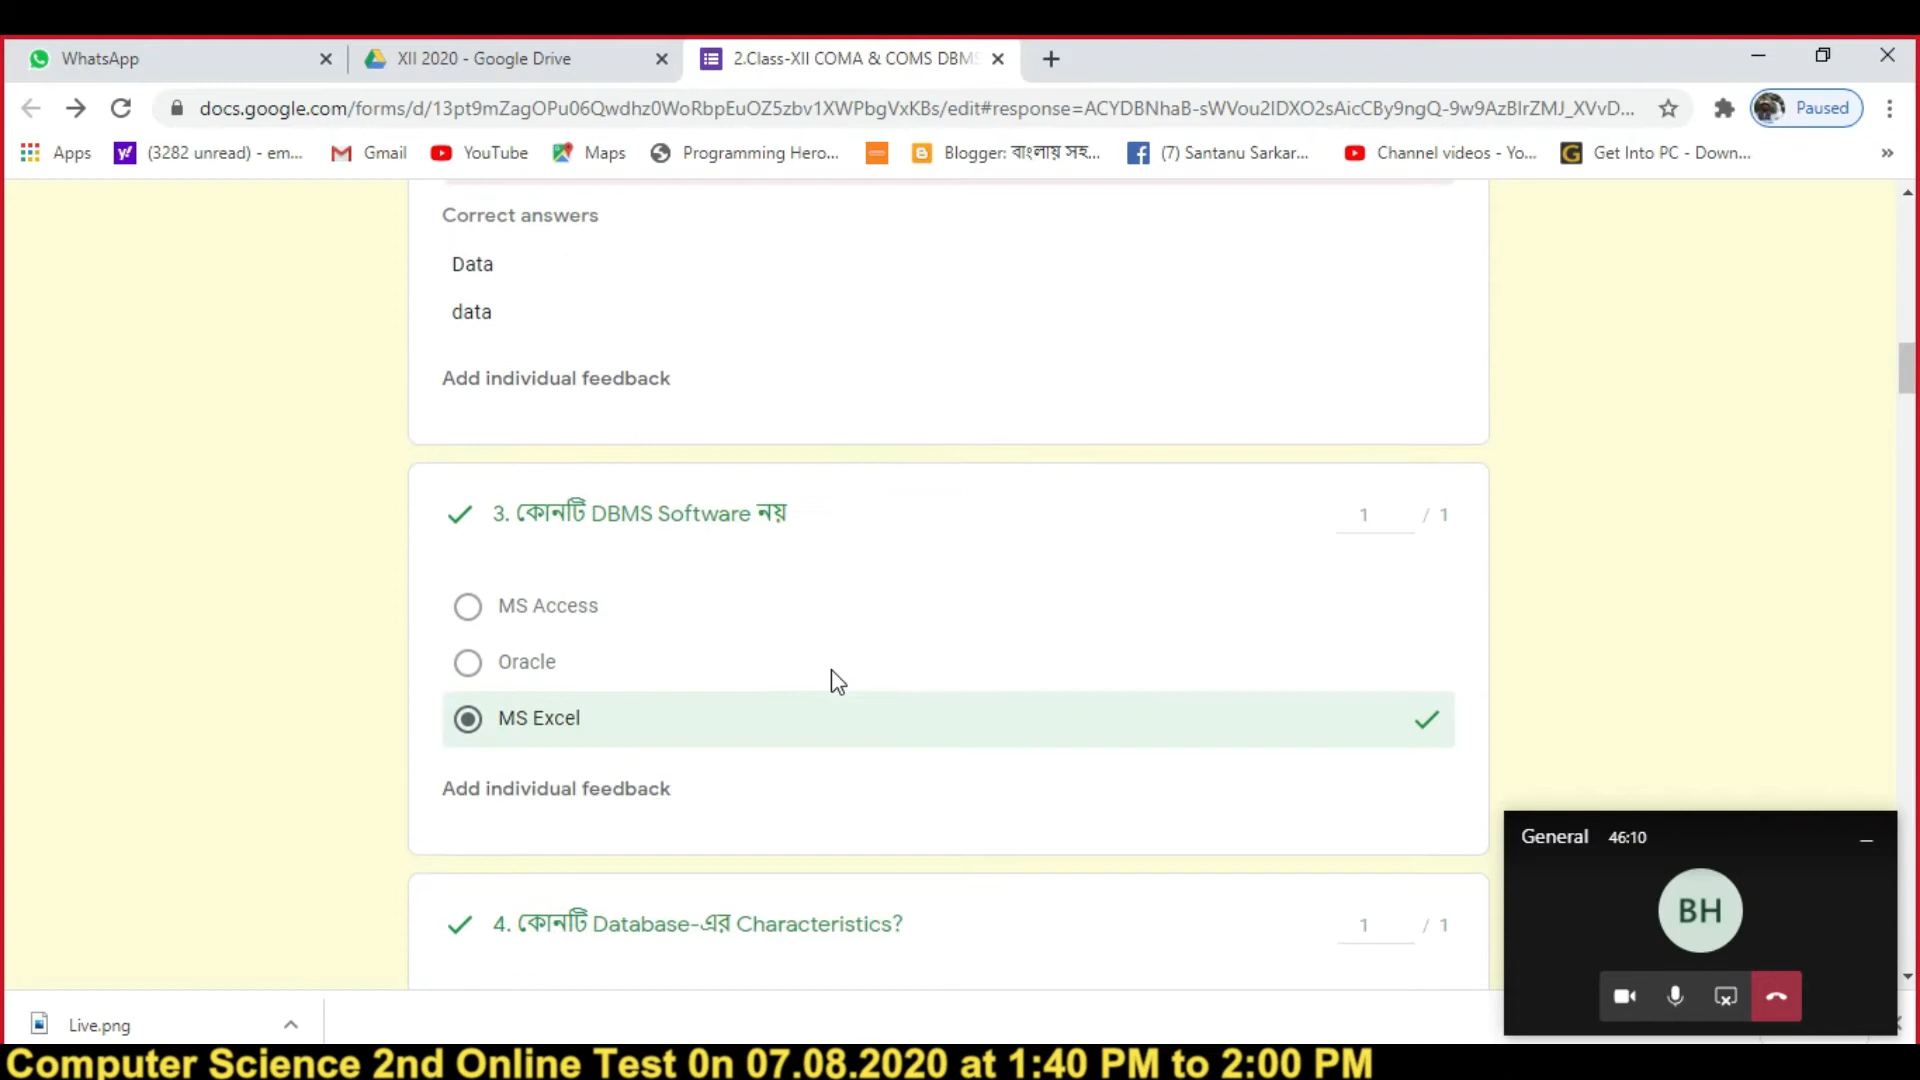 WhatsApp
XII 2020 - Google Drive
2.Class-XII COMA & COMS DBMS
docs.google.com/forms/d/13pt9mZagOPu06Qwdhz0WoRbpEuOZ5zbv1XWPbgVxKBs/edit#response=ACYDBNhaB-sWVou2IDXO2sAicCBy9ngQ-9w9AzBIrZMJ_XVvD...
Paused
Apps
(3282 unread) - em...
Gmail
YouTube
Maps
Programming Hero...
Blogger: বাংলায় সহ...
(7) Santanu Sarkar...
Channel videos - Yo...
Get Into PC - Down...
»
Correct answers
Data
data
Add individual feedback
3. কোনটি DBMS Software নয়
1 / 1
MS Access
Oracle
MS Excel
Add individual feedback
4. কোনটি Database-এর Characteristics?
1 / 1
General 46:10
BH
Live.png
Computer Science 2nd Online Test 0n 07.08.2020 at 1:40 PM to 2:00 PM